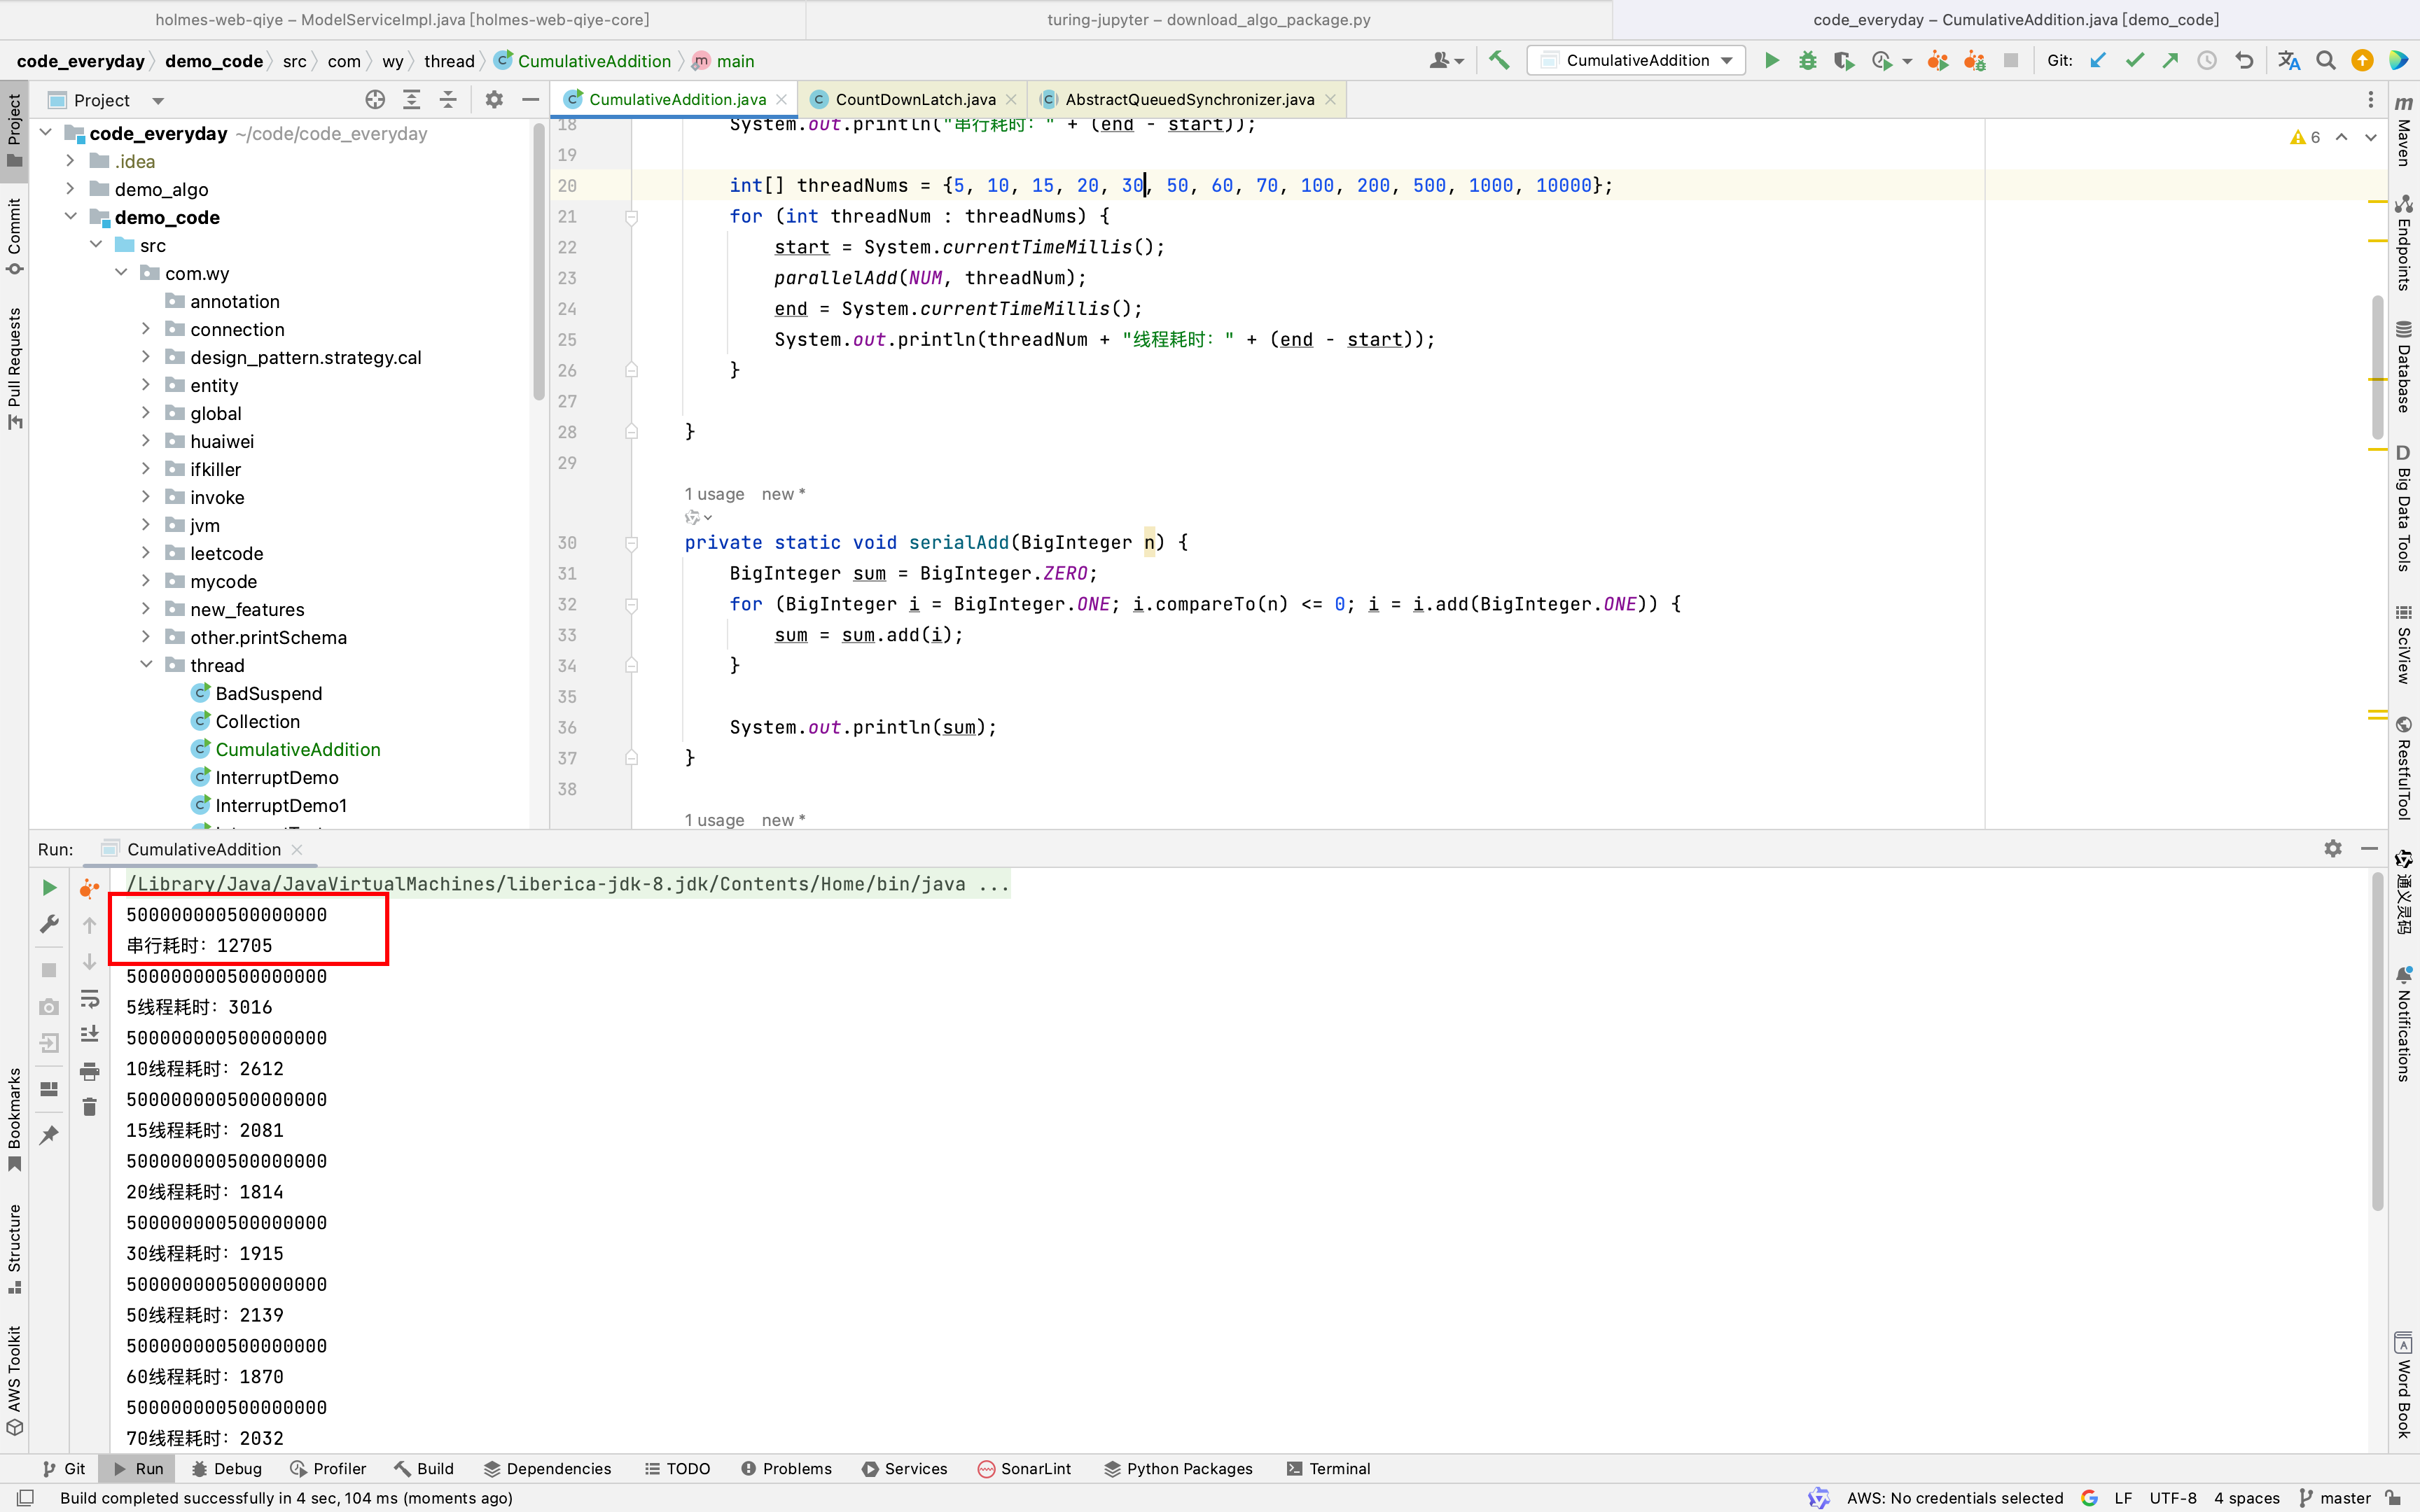 holmes-web-qiye – ModelServiceImpl.java [holmes-web-qiye-core]
turing-jupyter – download_algo_package.py
code_everyday – CumulativeAddition.java [demo_code]
code_everyday
demo_code
src
com
wy
thread
CumulativeAddition
main
CumulativeAddition
Git:
Project
CumulativeAddition.java
CountDownLatch.java
AbstractQueuedSynchronizer.java
Project
Commit
Pull Requests
Bookmarks
Structure
AWS Toolkit
code_everyday ~/code/code_everyday
.idea
demo_algo
demo_code
src
com.wy
annotation
connection
design_pattern.strategy.cal
entity
global
huaiwei
ifkiller
invoke
jvm
leetcode
mycode
new_features
other.printSchema
thread
BadSuspend
Collection
CumulativeAddition
InterruptDemo
InterruptDemo1
6
18 System.out.println("串行耗时：" + (end - start));
19
20 int[] threadNums = {5, 10, 15, 20, 30, 50, 60, 70, 100, 200, 500, 1000, 10000};
21 for (int threadNum : threadNums) {
22 start = System.currentTimeMillis();
23 parallelAdd(NUM, threadNum);
24 end = System.currentTimeMillis();
25 System.out.println(threadNum + "线程耗时：" + (end - start));
26 }
27
28 }
29
1 usage new *
30 private static void serialAdd(BigInteger n) {
31 BigInteger sum = BigInteger.ZERO;
32 for (BigInteger i = BigInteger.ONE; i.compareTo(n) <= 0; i = i.add(BigInteger.ONE)) {
33 sum = sum.add(i);
34 }
35
36 System.out.println(sum);
37 }
38
1 usage new *
m
Maven
Endpoints
Database
D
Big Data Tools
SciView
RestfulTool
通义灵码
Notifications
Word Book
Run:
CumulativeAddition
/Library/Java/JavaVirtualMachines/liberica-jdk-8.jdk/Contents/Home/bin/java ...
500000000500000000
串行耗时：12705
500000000500000000
5线程耗时：3016
500000000500000000
10线程耗时：2612
500000000500000000
15线程耗时：2081
500000000500000000
20线程耗时：1814
500000000500000000
30线程耗时：1915
500000000500000000
50线程耗时：2139
500000000500000000
60线程耗时：1870
500000000500000000
70线程耗时：2032
Git
Run
Debug
Profiler
Build
Dependencies
TODO
Problems
Services
SonarLint
Python Packages
Terminal
Build completed successfully in 4 sec, 104 ms (moments ago)
AWS: No credentials selected
LF
UTF-8
4 spaces
master